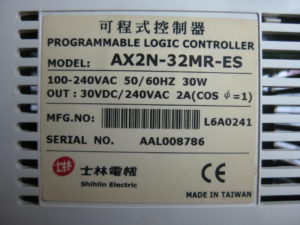 可程式控制器
PROGRAMMABLE LOGIC CONTROLLER
MODEL: AX2N-32MR-ES
100-240VAC 50/60HZ 30W
OUT : 30VDC/240VAC 2A(COS ψ=1)
MFG.NO: L6A0241
SERIAL NO. AAL008786
士林 士林電機 CE
Shihlin Electric
MADE IN TAIWAN